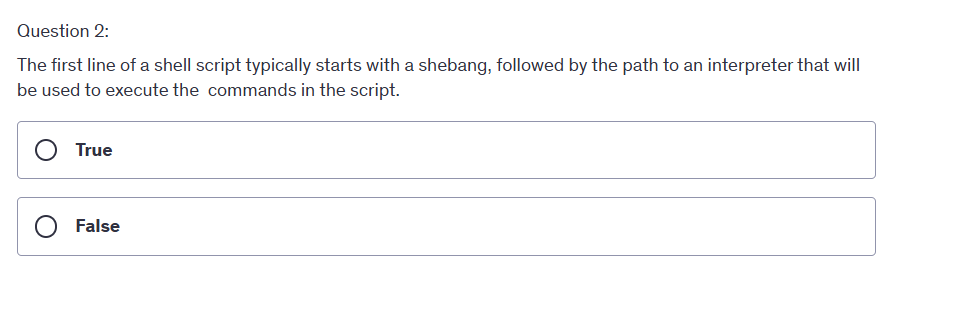 Question 2:
The first line of a shell script typically starts with a shebang, followed by the path to an interpreter that will
be used to execute the commands in the script.
True
False